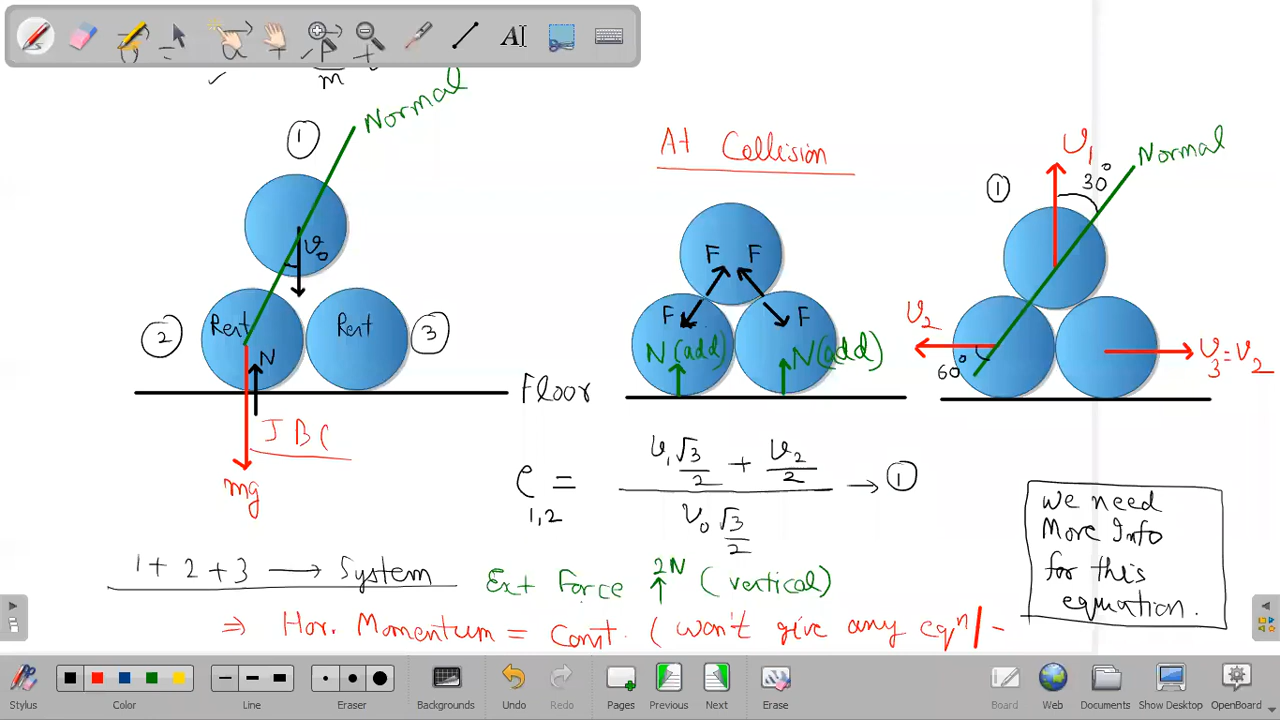 m
Normal
①
v₀
Rest
Rest
②
③
N
JBC
mg
Floor
At Collision
F F
F F
N(add) N(add)
v₁
30°
Normal
①
v₂
60°
v₃=v₂
e₁,₂ = (v₁√3/2 + v₂/2) / (v₀√3/2) → ①
We need
More Info
for this
equation.
1+2+3 → System Ext Force ↑2N (vertical)
⇒ Hor. Momentum = Const. (won't give any eqⁿ)
Stylus
Color
Line
Eraser
Backgrounds
Undo
Redo
Pages
Previous
Next
Erase
Board
Web
Documents
Show Desktop
OpenBoard